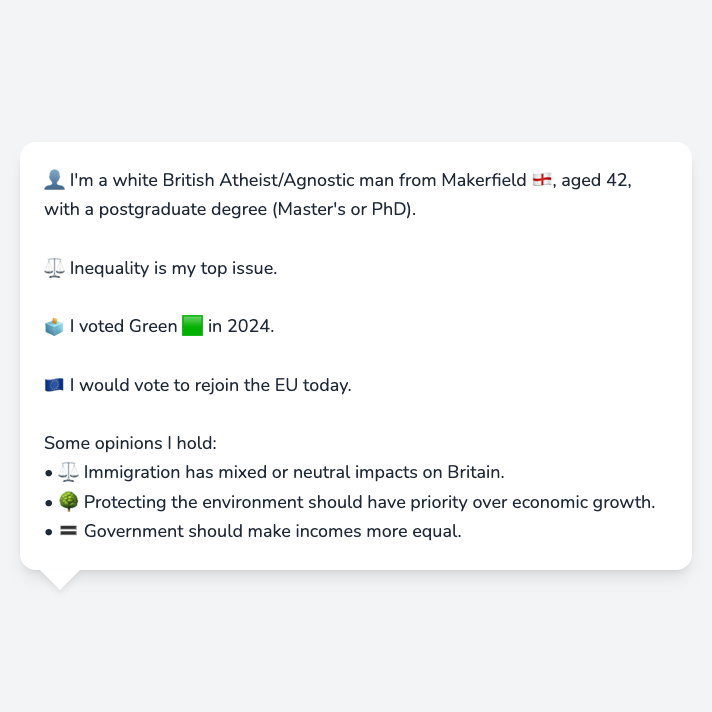 👤 I'm a white British Atheist/Agnostic man from Makerfield 🏴󠁧󠁢󠁥󠁮󠁧󠁿, aged 42,
with a postgraduate degree (Master's or PhD).
⚖️ Inequality is my top issue.
🗳️ I voted Green 🟩 in 2024.
🇪🇺 I would vote to rejoin the EU today.
Some opinions I hold:
• ⚖️ Immigration has mixed or neutral impacts on Britain.
• 🌳 Protecting the environment should have priority over economic growth.
• 🟰 Government should make incomes more equal.